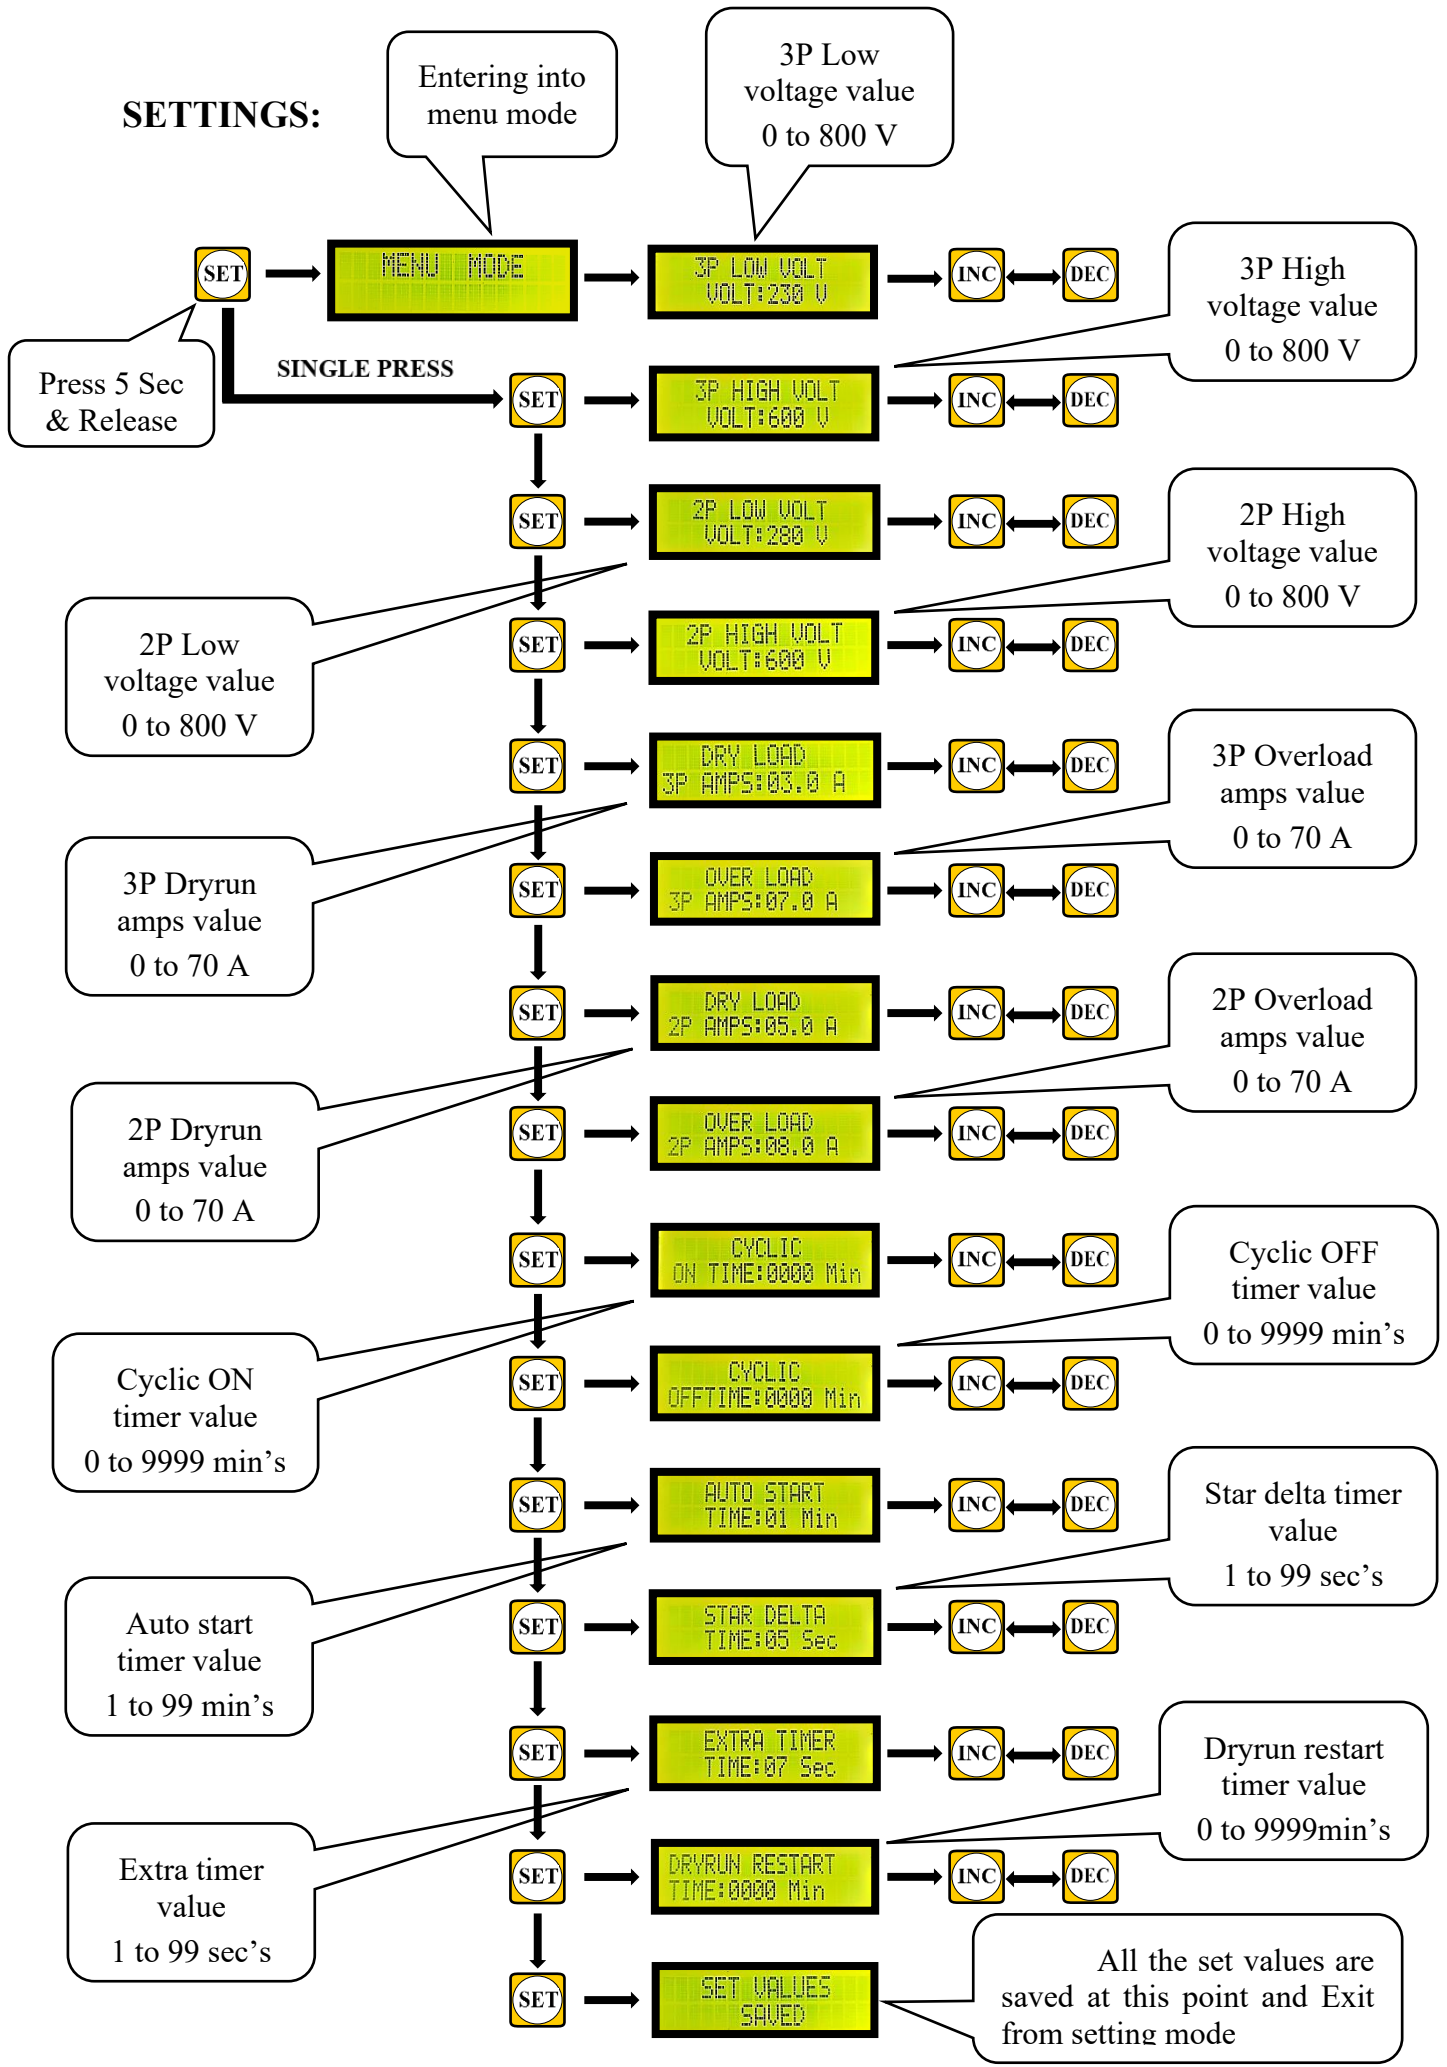 SETTINGS:
Entering into
menu mode
3P Low
voltage value
0 to 800 V
SET
MENU MODE
3P LOW VOLT
VOLT:230 V
INC
DEC
3P High
voltage value
0 to 800 V
Press 5 Sec
& Release
SINGLE PRESS
SET
3P HIGH VOLT
VOLT:600 V
INC
DEC
SET
2P LOW VOLT
VOLT:280 V
INC
DEC
2P High
voltage value
0 to 800 V
2P Low
voltage value
0 to 800 V
SET
2P HIGH VOLT
VOLT:600 V
INC
DEC
SET
DRY LOAD
3P AMPS:03.0 A
INC
DEC
3P Overload
amps value
0 to 70 A
3P Dryrun
amps value
0 to 70 A
SET
OVER LOAD
3P AMPS:07.0 A
INC
DEC
SET
DRY LOAD
2P AMPS:05.0 A
INC
DEC
2P Overload
amps value
0 to 70 A
2P Dryrun
amps value
0 to 70 A
SET
OVER LOAD
2P AMPS:08.0 A
INC
DEC
SET
CYCLIC
ON TIME:0000 Min
INC
DEC
Cyclic OFF
timer value
0 to 9999 min’s
Cyclic ON
timer value
0 to 9999 min’s
SET
CYCLIC
OFFTIME:0000 Min
INC
DEC
SET
AUTO START
TIME:01 Min
INC
DEC
Star delta timer
value
1 to 99 sec’s
Auto start
timer value
1 to 99 min’s
SET
STAR DELTA
TIME:05 Sec
INC
DEC
SET
EXTRA TIMER
TIME:07 Sec
INC
DEC
Dryrun restart
timer value
0 to 9999min’s
Extra timer
value
1 to 99 sec’s
SET
DRYRUN RESTART
TIME:0000 Min
INC
DEC
SET
SET VALUES
SAVED
All the set values are
saved at this point and Exit
from setting mode